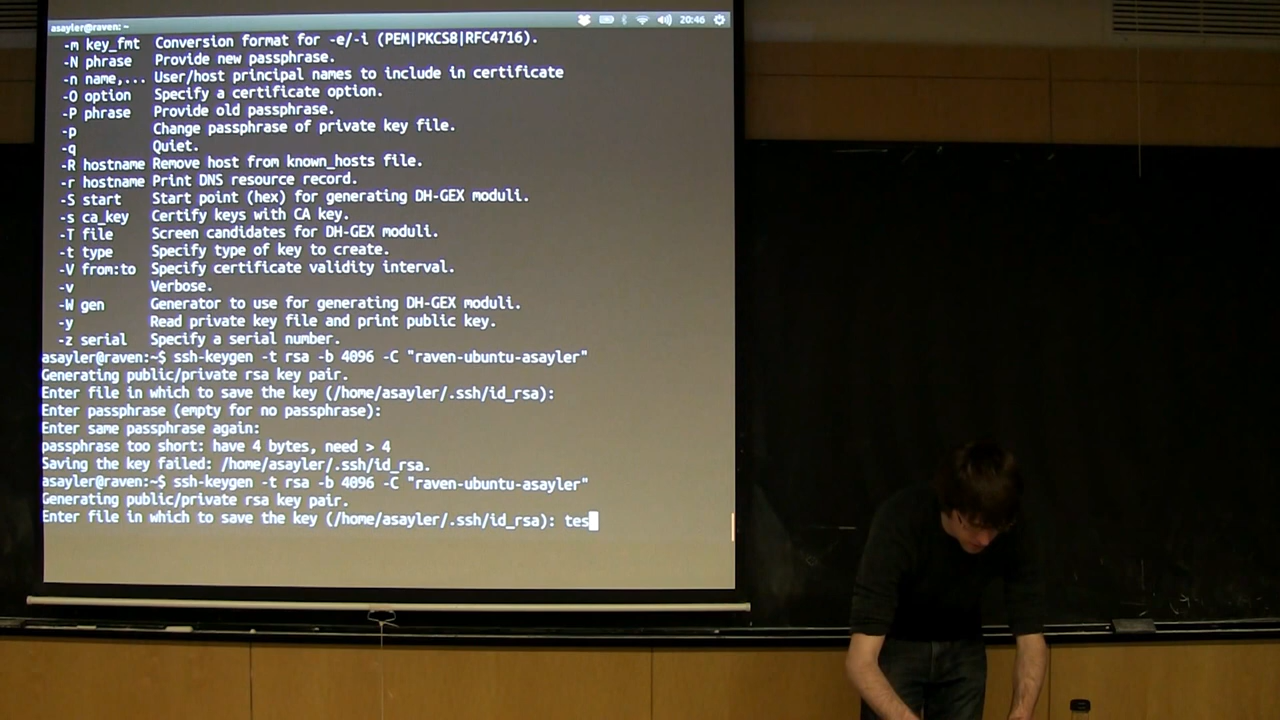 asayler@raven: ~
20:46
-m key_fmt Conversion format for -e/-i (PEM|PKCS8|RFC4716).
-N phrase Provide new passphrase.
-n name,... User/host principal names to include in certificate
-O option Specify a certificate option.
-P phrase Provide old passphrase.
-p Change passphrase of private key file.
-q Quiet.
-R hostname Remove host from known_hosts file.
-r hostname Print DNS resource record.
-S start Start point (hex) for generating DH-GEX moduli.
-s ca_key Certify keys with CA key.
-T file Screen candidates for DH-GEX moduli.
-t type Specify type of key to create.
-V from:to Specify certificate validity interval.
-v Verbose.
-W gen Generator to use for generating DH-GEX moduli.
-y Read private key file and print public key.
-z serial Specify a serial number.
asayler@raven:~$ ssh-keygen -t rsa -b 4096 -C "raven-ubuntu-asayler"
Generating public/private rsa key pair.
Enter file in which to save the key (/home/asayler/.ssh/id_rsa):
Enter passphrase (empty for no passphrase):
Enter same passphrase again:
passphrase too short: have 4 bytes, need > 4
Saving the key failed: /home/asayler/.ssh/id_rsa.
asayler@raven:~$ ssh-keygen -t rsa -b 4096 -C "raven-ubuntu-asayler"
Generating public/private rsa key pair.
Enter file in which to save the key (/home/asayler/.ssh/id_rsa): tes